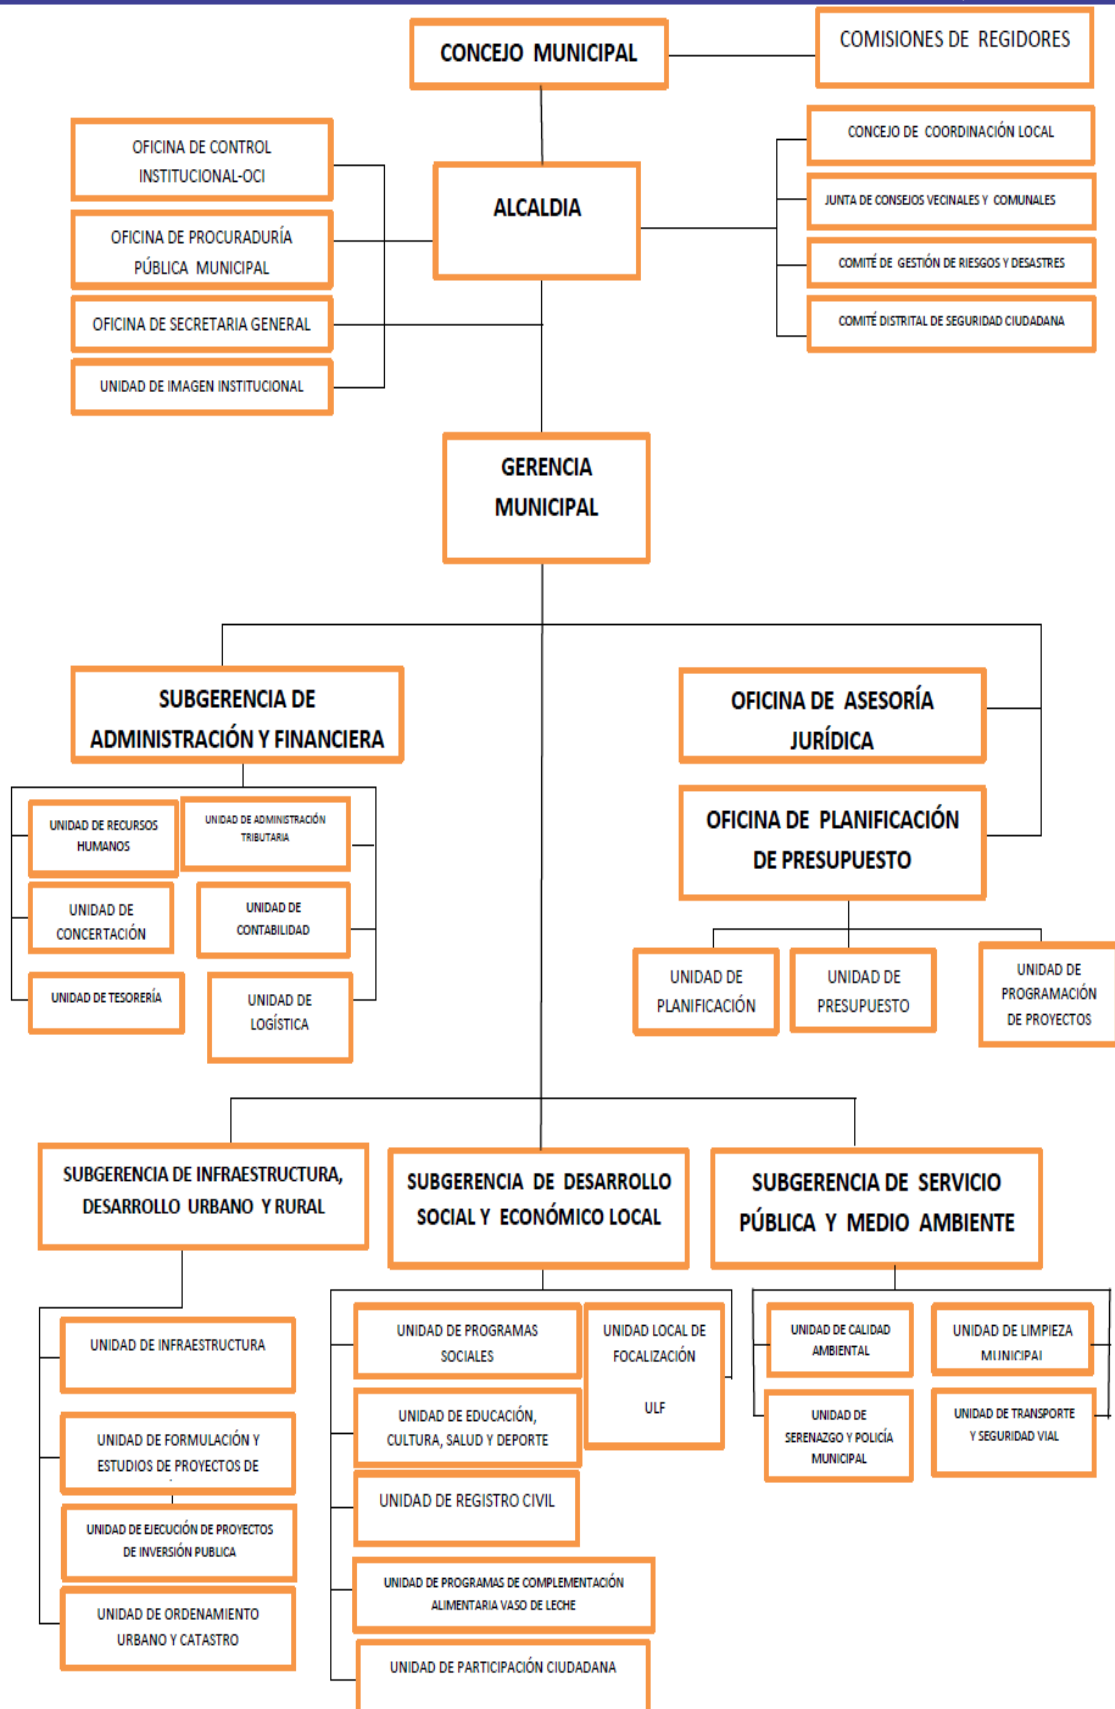 CONCEJO MUNICIPAL
COMISIONES DE REGIDORES
OFICINA DE CONTROL
INSTITUCIONAL-OCI
OFICINA DE PROCURADURÍA
PÚBLICA MUNICIPAL
OFICINA DE SECRETARIA GENERAL
UNIDAD DE IMAGEN INSTITUCIONAL
ALCALDIA
CONCEJO DE COORDINACIÓN LOCAL
JUNTA DE CONSEJOS VECINALES Y COMUNALES
COMITÉ DE GESTIÓN DE RIESGOS Y DESASTRES
COMITÉ DISTRITAL DE SEGURIDAD CIUDADANA
GERENCIA
MUNICIPAL
SUBGERENCIA DE
ADMINISTRACIÓN Y FINANCIERA
UNIDAD DE RECURSOS
HUMANOS
UNIDAD DE ADMINISTRACIÓN
TRIBUTARIA
UNIDAD DE
CONCERTACIÓN
UNIDAD DE
CONTABILIDAD
UNIDAD DE TESORERÍA
UNIDAD DE
LOGÍSTICA
OFICINA DE ASESORÍA
JURÍDICA
OFICINA DE PLANIFICACIÓN
DE PRESUPUESTO
UNIDAD DE
PLANIFICACIÓN
UNIDAD DE
PRESUPUESTO
UNIDAD DE
PROGRAMACIÓN
DE PROYECTOS
SUBGERENCIA DE INFRAESTRUCTURA,
DESARROLLO URBANO Y RURAL
UNIDAD DE INFRAESTRUCTURA
UNIDAD DE FORMULACIÓN Y
ESTUDIOS DE PROYECTOS DE
UNIDAD DE EJECUCIÓN DE PROYECTOS
DE INVERSIÓN PUBLICA
UNIDAD DE ORDENAMIENTO
URBANO Y CATASTRO
SUBGERENCIA DE DESARROLLO
SOCIAL Y ECONÓMICO LOCAL
UNIDAD DE PROGRAMAS
SOCIALES
UNIDAD LOCAL DE
FOCALIZACIÓN
ULF
UNIDAD DE EDUCACIÓN,
CULTURA, SALUD Y DEPORTE
UNIDAD DE REGISTRO CIVIL
UNIDAD DE PROGRAMAS DE COMPLEMENTACIÓN
ALIMENTARIA VASO DE LECHE
UNIDAD DE PARTICIPACIÓN CIUDADANA
SUBGERENCIA DE SERVICIO
PÚBLICA Y MEDIO AMBIENTE
UNIDAD DE CALIDAD
AMBIENTAL
UNIDAD DE LIMPIEZA
MUNICIPAL
UNIDAD DE
SERENAZGO Y POLICÍA
MUNICIPAL
UNIDAD DE TRANSPORTE
Y SEGURIDAD VIAL